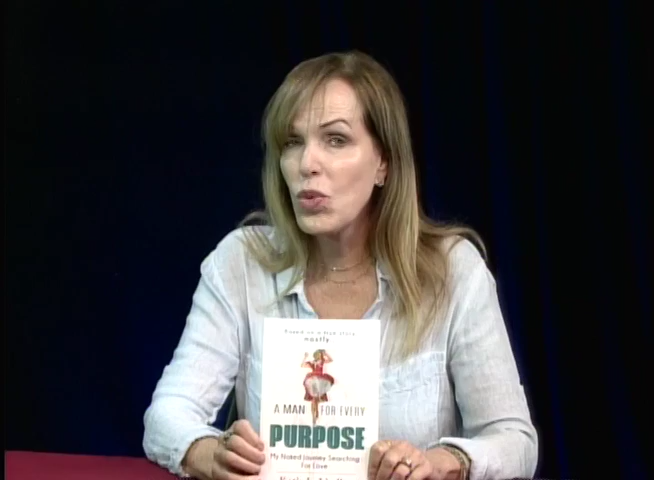 Based on a true story
mostly
A MAN FOR EVERY
PURPOSE
My Naked Journey Searching
For Love